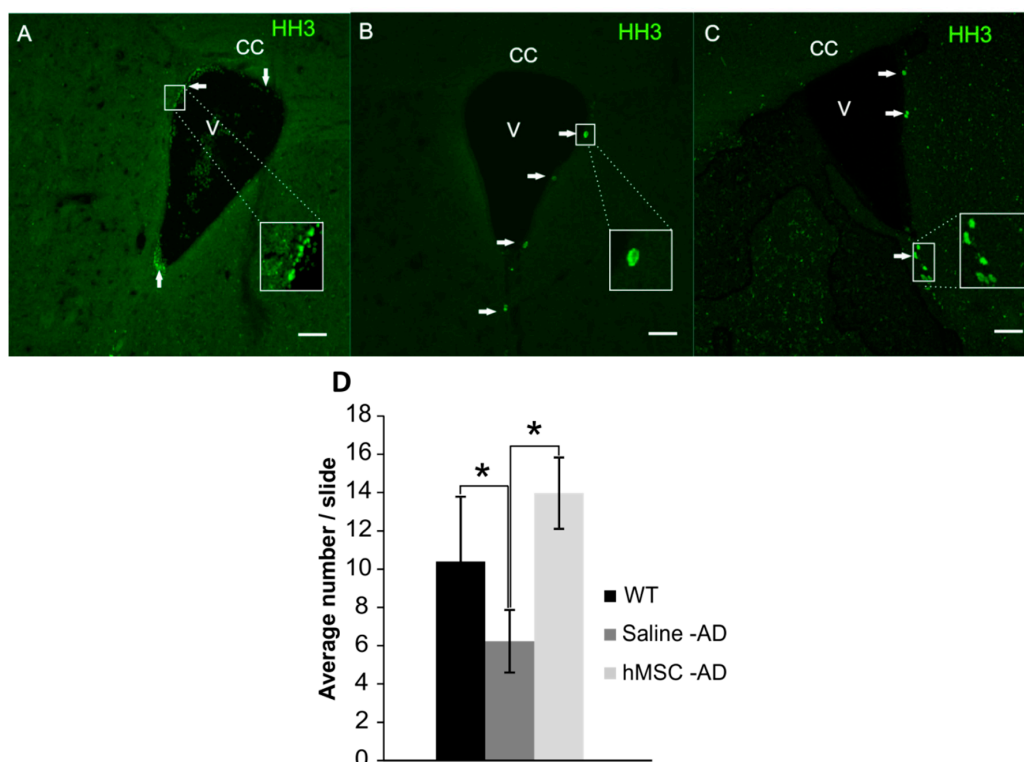 A
HH3
CC
V
B
HH3
CC
V
C
HH3
CC
V
D
Average number / slide
18
16
14
12
10
8
6
4
2
0
*
*
WT
Saline -AD
hMSC -AD